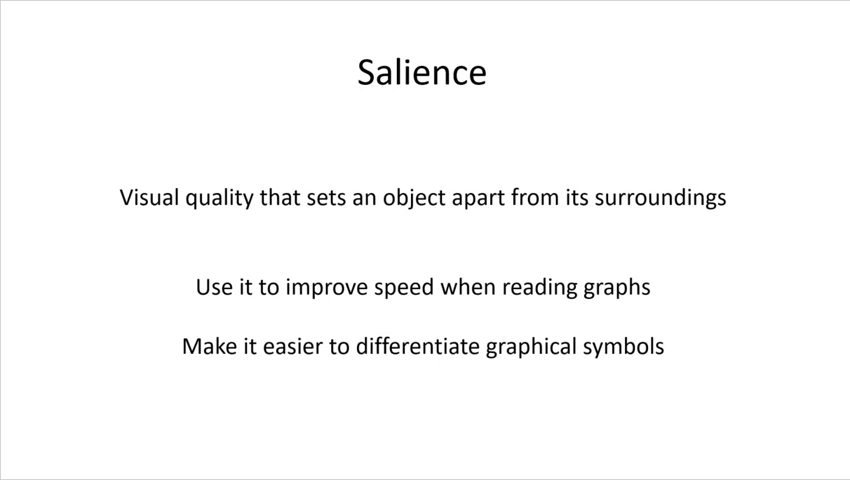 Salience
Visual quality that sets an object apart from its surroundings
Use it to improve speed when reading graphs
Make it easier to differentiate graphical symbols